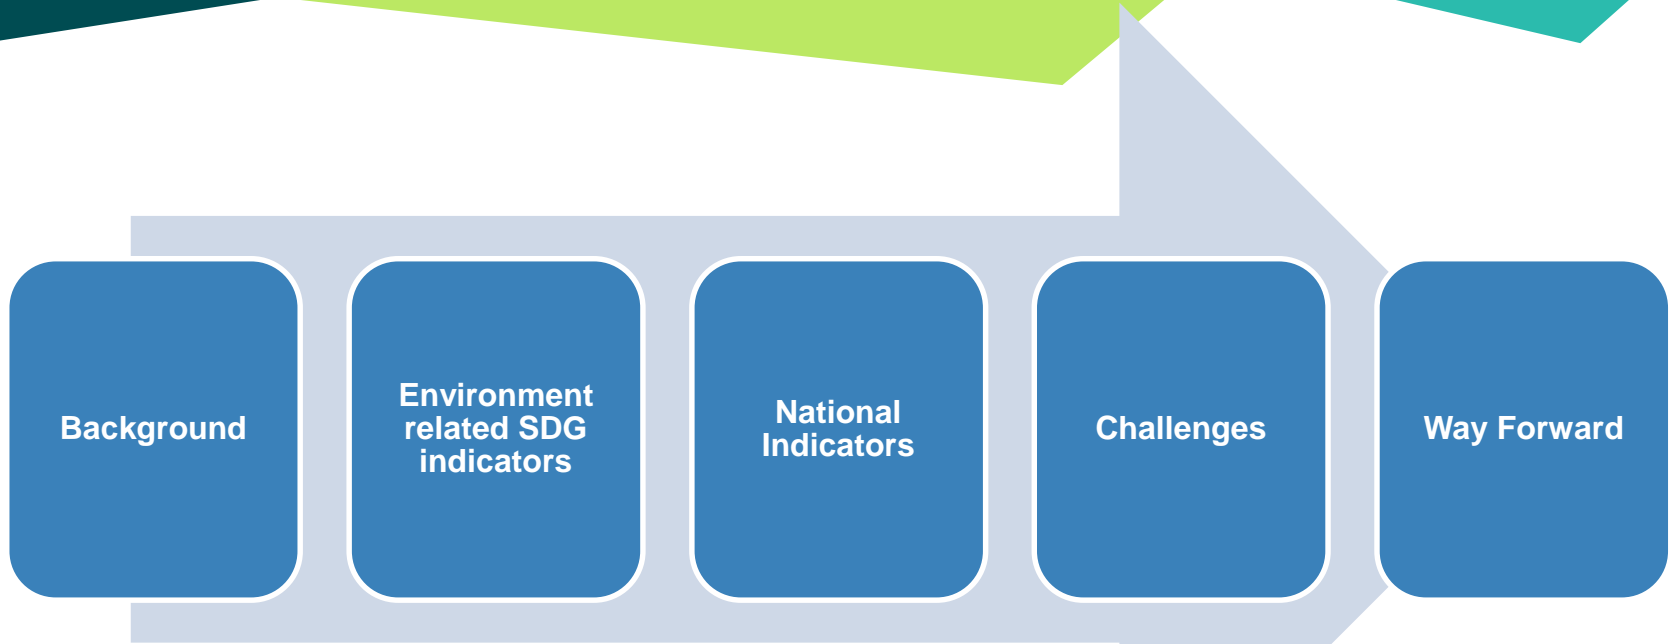 Background
Environment
related SDG
indicators
National
Indicators
Challenges
Way Forward